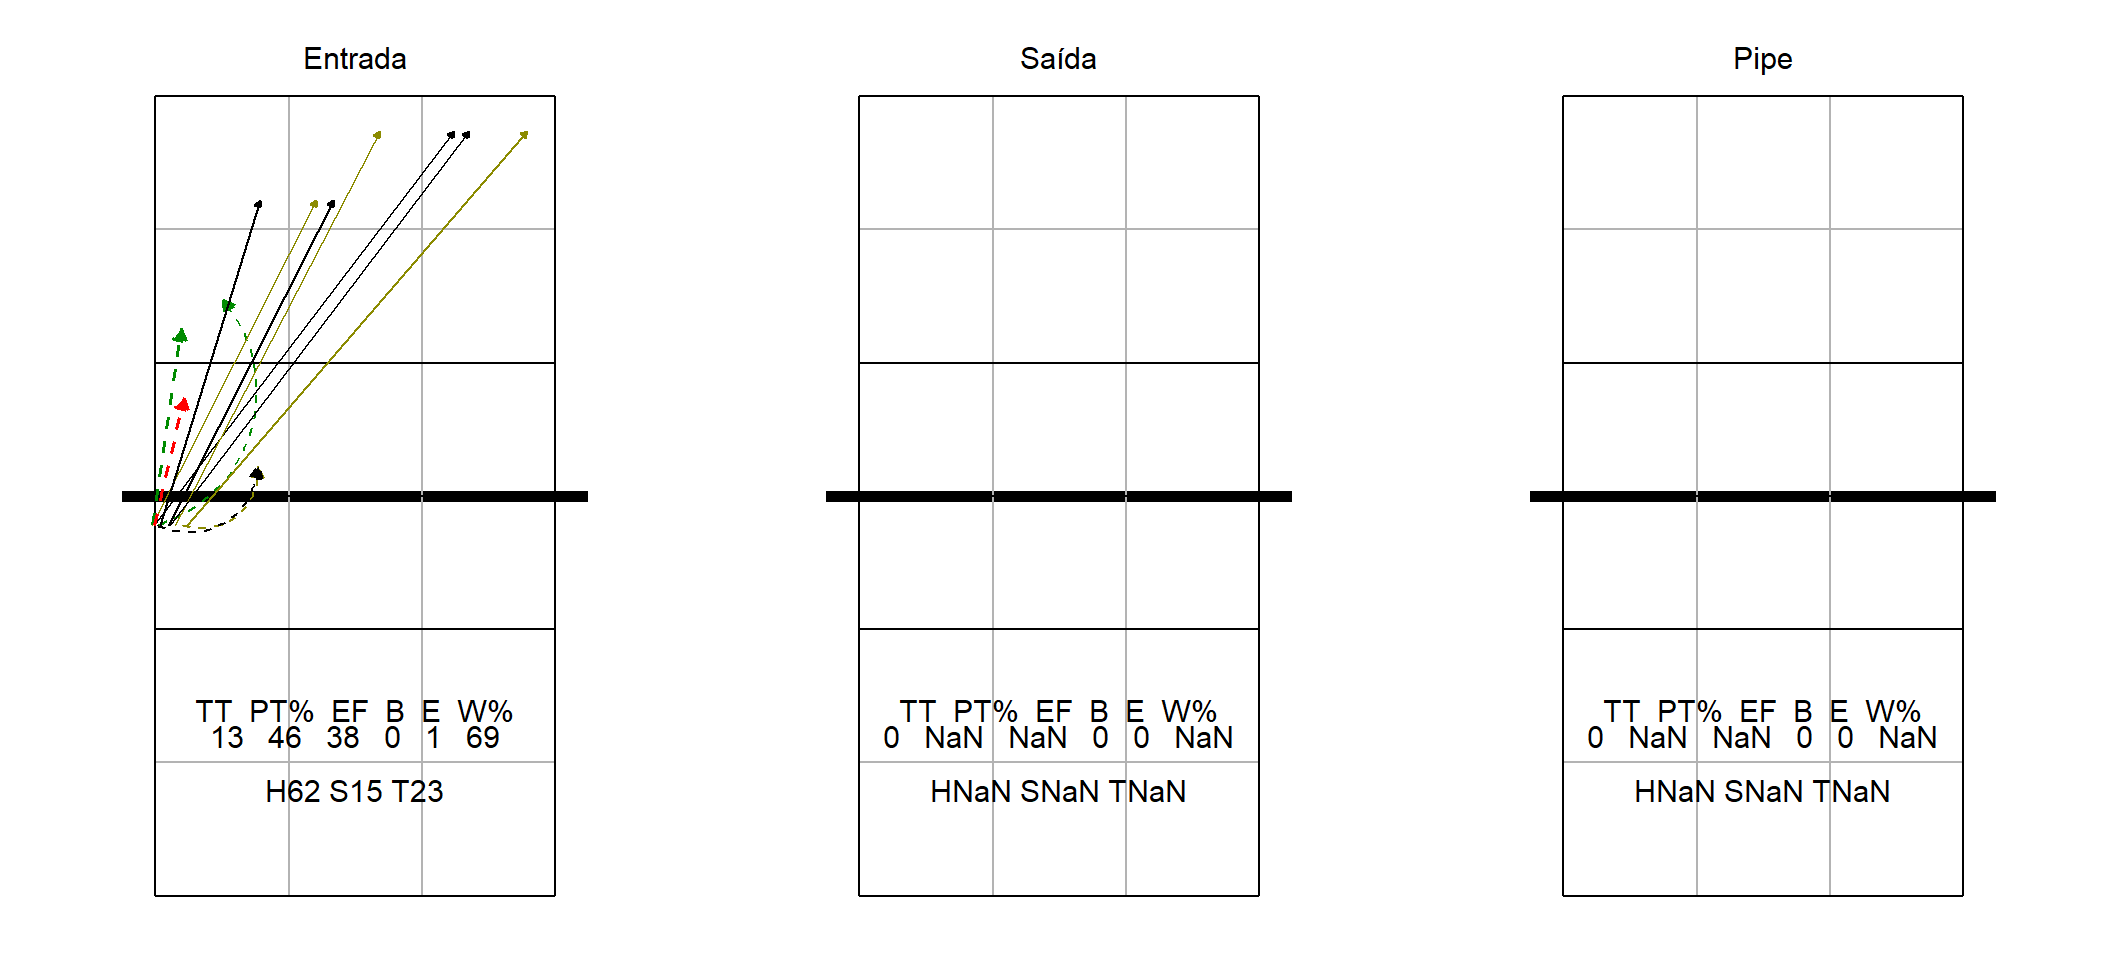 Entrada
TT PT% EF B E W%
13 46 38 0 1 69
H62 S15 T23
Saída
TT PT% EF B E W%
0 NaN NaN 0 0 NaN
HNaN SNaN TNaN
Pipe
TT PT% EF B E W%
0 NaN NaN 0 0 NaN
HNaN SNaN TNaN